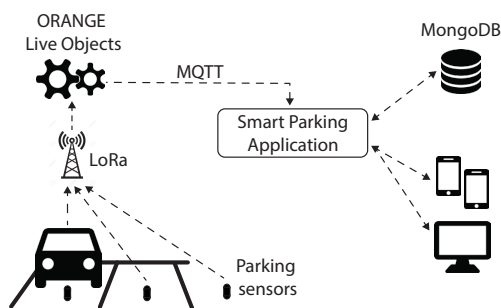 ORANGE
Live Objects
MongoDB
MQTT
Smart Parking
Application
LoRa
Parking
sensors